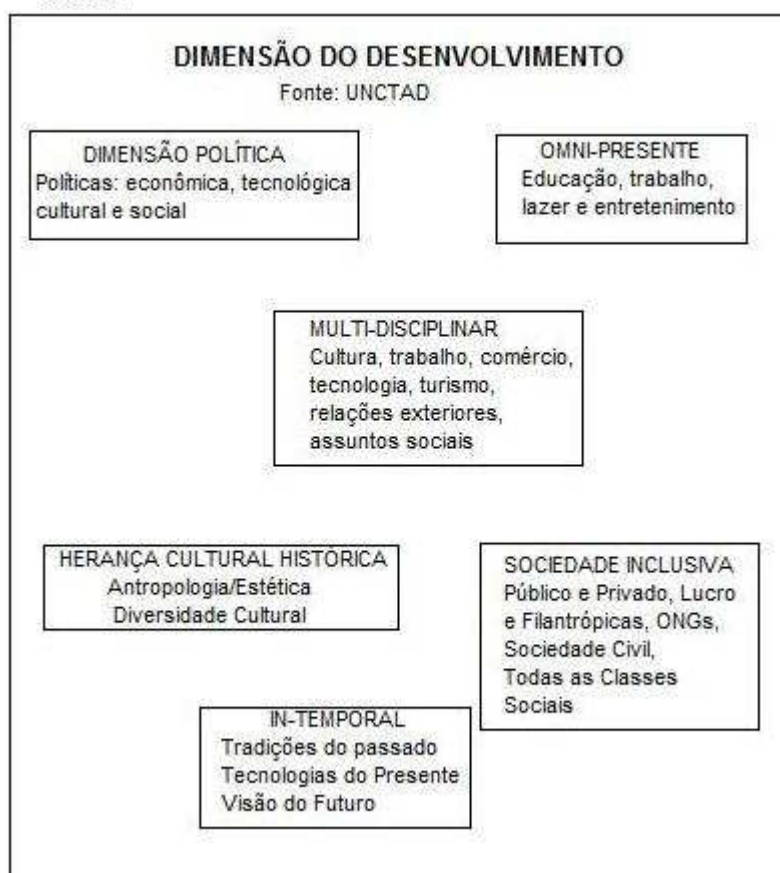 DIMENSÃO DO DESENVOLVIMENTO
Fonte: UNCTAD
DIMENSÃO POLÍTICA
Políticas: econômica, tecnológica
cultural e social
OMNI-PRESENTE
Educação, trabalho,
lazer e entretenimento
MULTI-DISCIPLINAR
Cultura, trabalho, comércio,
tecnologia, turismo,
relações exteriores,
assuntos sociais
HERANÇA CULTURAL HISTÓRICA
Antropologia/Estética
Diversidade Cultural
SOCIEDADE INCLUSIVA
Público e Privado, Lucro
e Filantrópicas, ONGs,
Sociedade Civil,
Todas as Classes
Sociais
IN-TEMPORAL
Tradições do passado
Tecnologias do Presente
Visão do Futuro